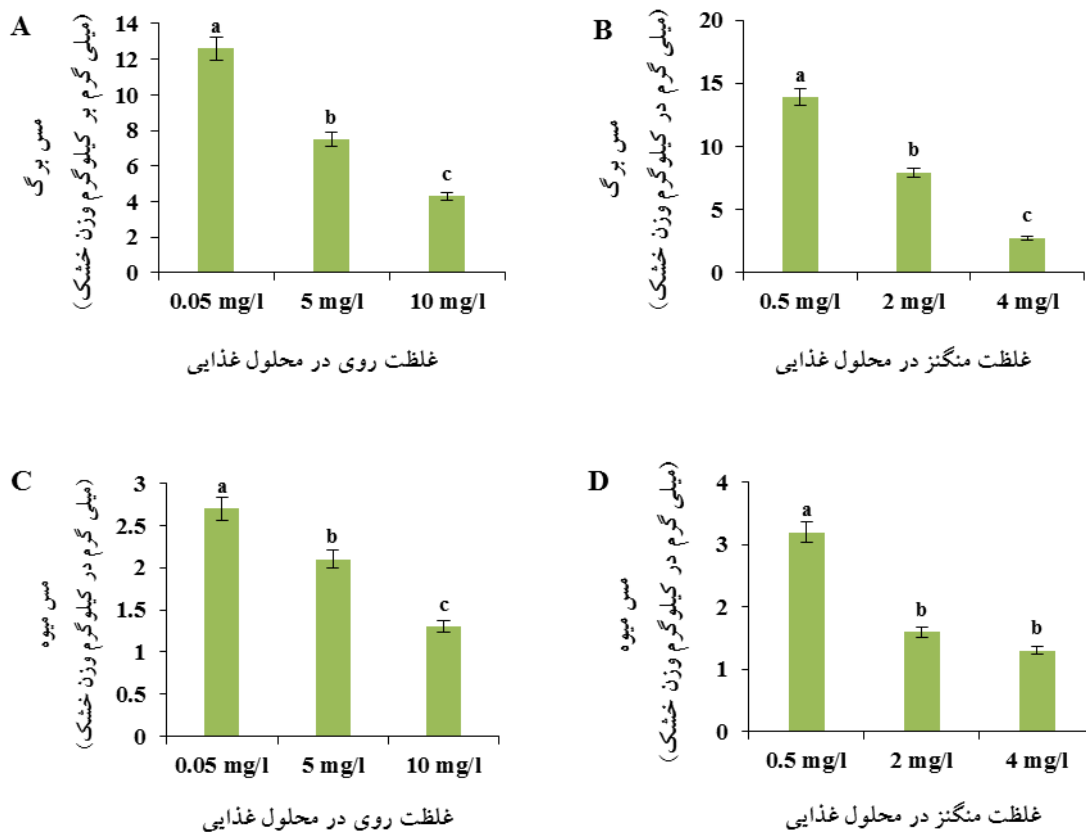 A
مس برگ
(میلی گرم بر کیلوگرم وزن خشک)
14
12
10
8
6
4
2
0
a
b
c
0.05 mg/l 5 mg/l 10 mg/l
غلظت روی در محلول غذایی
B
مس برگ
(میلی گرم در کیلوگرم وزن خشک)
20
15
10
5
0
a
b
c
0.5 mg/l 2 mg/l 4 mg/l
غلظت منگنز در محلول غذایی
C
مس میوه
(میلی گرم در کیلوگرم وزن خشک)
3
2.5
2
1.5
1
0.5
0
a
b
c
0.05 mg/l 5 mg/l 10 mg/l
غلظت روی در محلول غذایی
D
مس میوه
(میلی گرم در کیلوگرم وزن خشک)
4
3
2
1
0
a
b
b
0.5 mg/l 2 mg/l 4 mg/l
غلظت منگنز در محلول غذایی